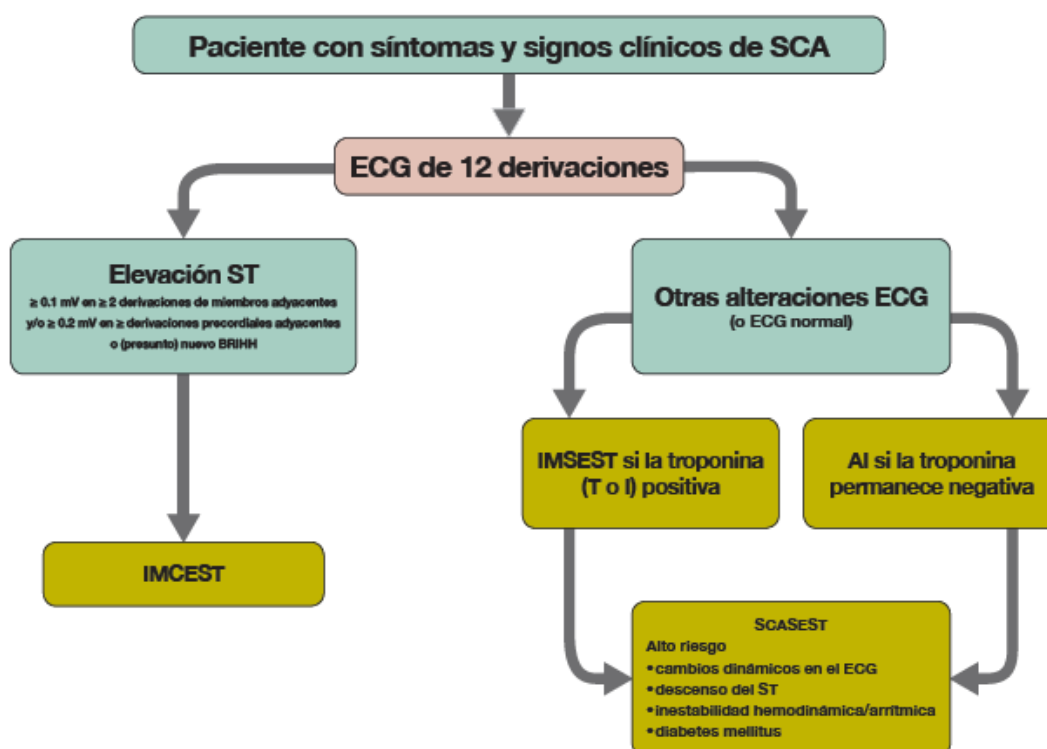 Paciente con síntomas y signos clínicos de SCA
ECG de 12 derivaciones
Elevación ST
≥ 0.1 mV en ≥ 2 derivaciones de miembros adyacentes
y/o ≥ 0.2 mV en ≥ derivaciones precordiales adyacentes
o (presunto) nuevo BRIHH
Otras alteraciones ECG
(o ECG normal)
IMSEST si la troponina
(T o I) positiva
AI si la troponina
permanece negativa
IMCEST
SCASEST
Alto riesgo
•cambios dinámicos en el ECG
•descenso del ST
•inestabilidad hemodinámica/arrítmica
•diabetes mellitus